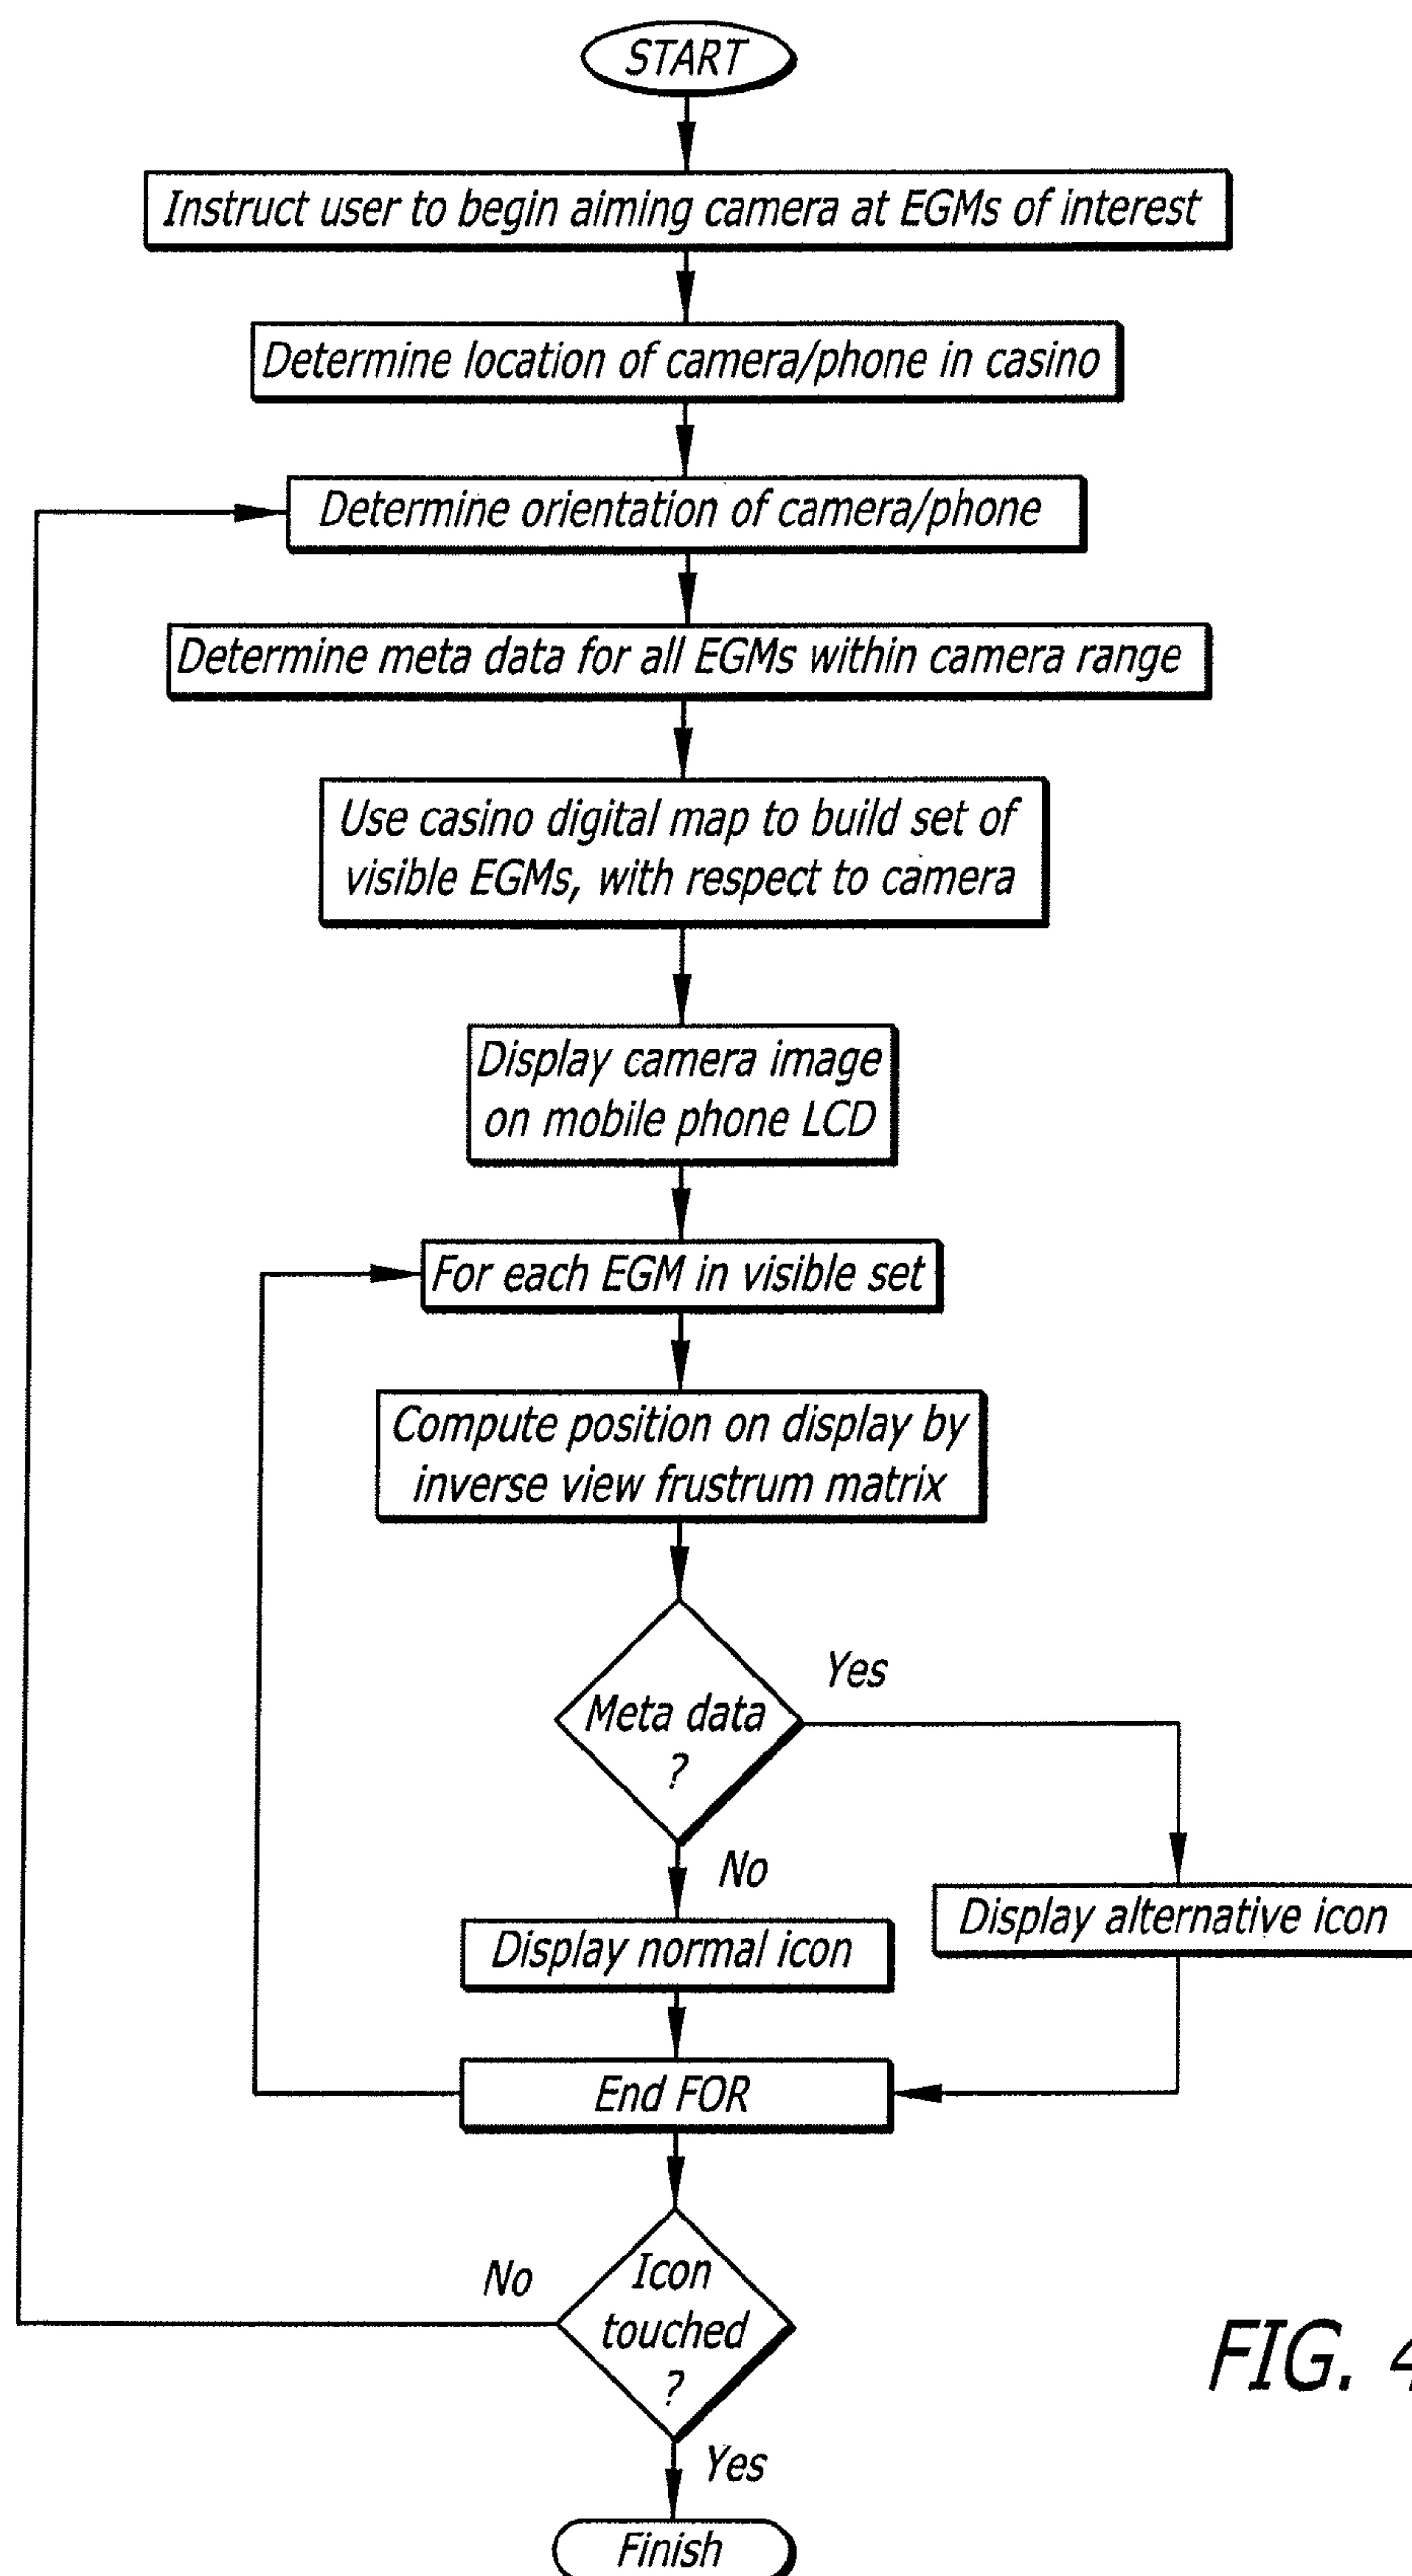 START
Instruct user to begin aiming camera at EGMs of interest
Determine location of camera/phone in casino
Determine orientation of camera/phone
Determine meta data for all EGMs within camera range
Use casino digital map to build set of
visible EGMs, with respect to camera
Display camera image
on mobile phone LCD
For each EGM in visible set
Compute position on display by
inverse view frustrum matrix
Yes
Meta data
?
No
Display alternative icon
Display normal icon
End FOR
No
Icon
touched
?
FIG. 4
Yes
Finish